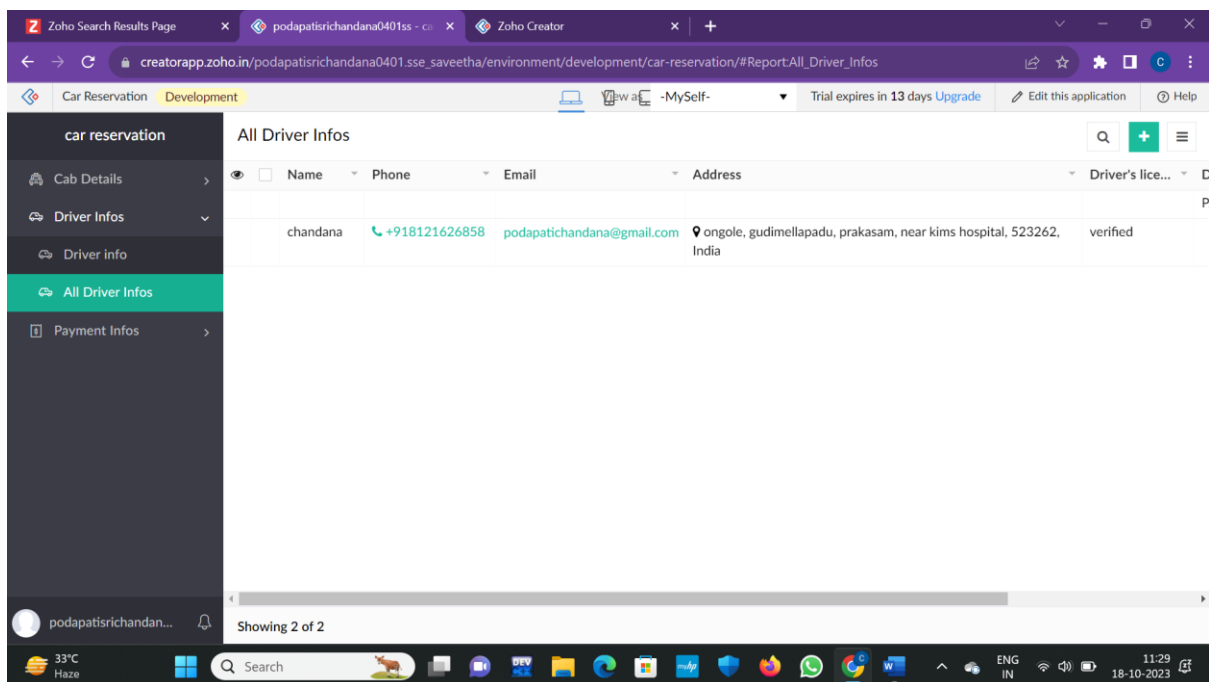 Zoho Search Results Page
podapatisrichandana0401ss - ca
Zoho Creator
creatorapp.zoho.in/podapatisrichandana0401.sse_saveetha/environment/development/car-reservation/#Report:All_Driver_Infos
C
Car Reservation Development View as -MySelf- Trial expires in 13 days Upgrade Edit this application Help
car reservation
Cab Details
Driver Infos
Driver info
All Driver Infos
Payment Infos
podapatisrichandan...
All Driver Infos
Name Phone Email Address Driver's lice... D
P
chandana +918121626858 podapatichandana@gmail.com ongole, gudimellapadu, prakasam, near kims hospital, 523262, verified
India
Showing 2 of 2
33°C
Haze
Search
DEV
myhp
C
W
ENG
IN
11:29
18-10-2023